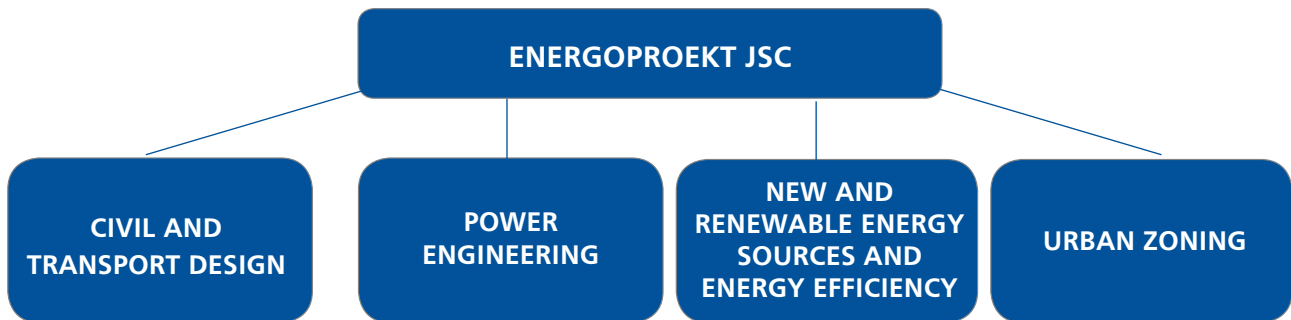 ENERGOPROEKT JSC
CIVIL AND
TRANSPORT DESIGN
POWER
ENGINEERING
NEW AND
RENEWABLE ENERGY
SOURCES AND
ENERGY EFFICIENCY
URBAN ZONING